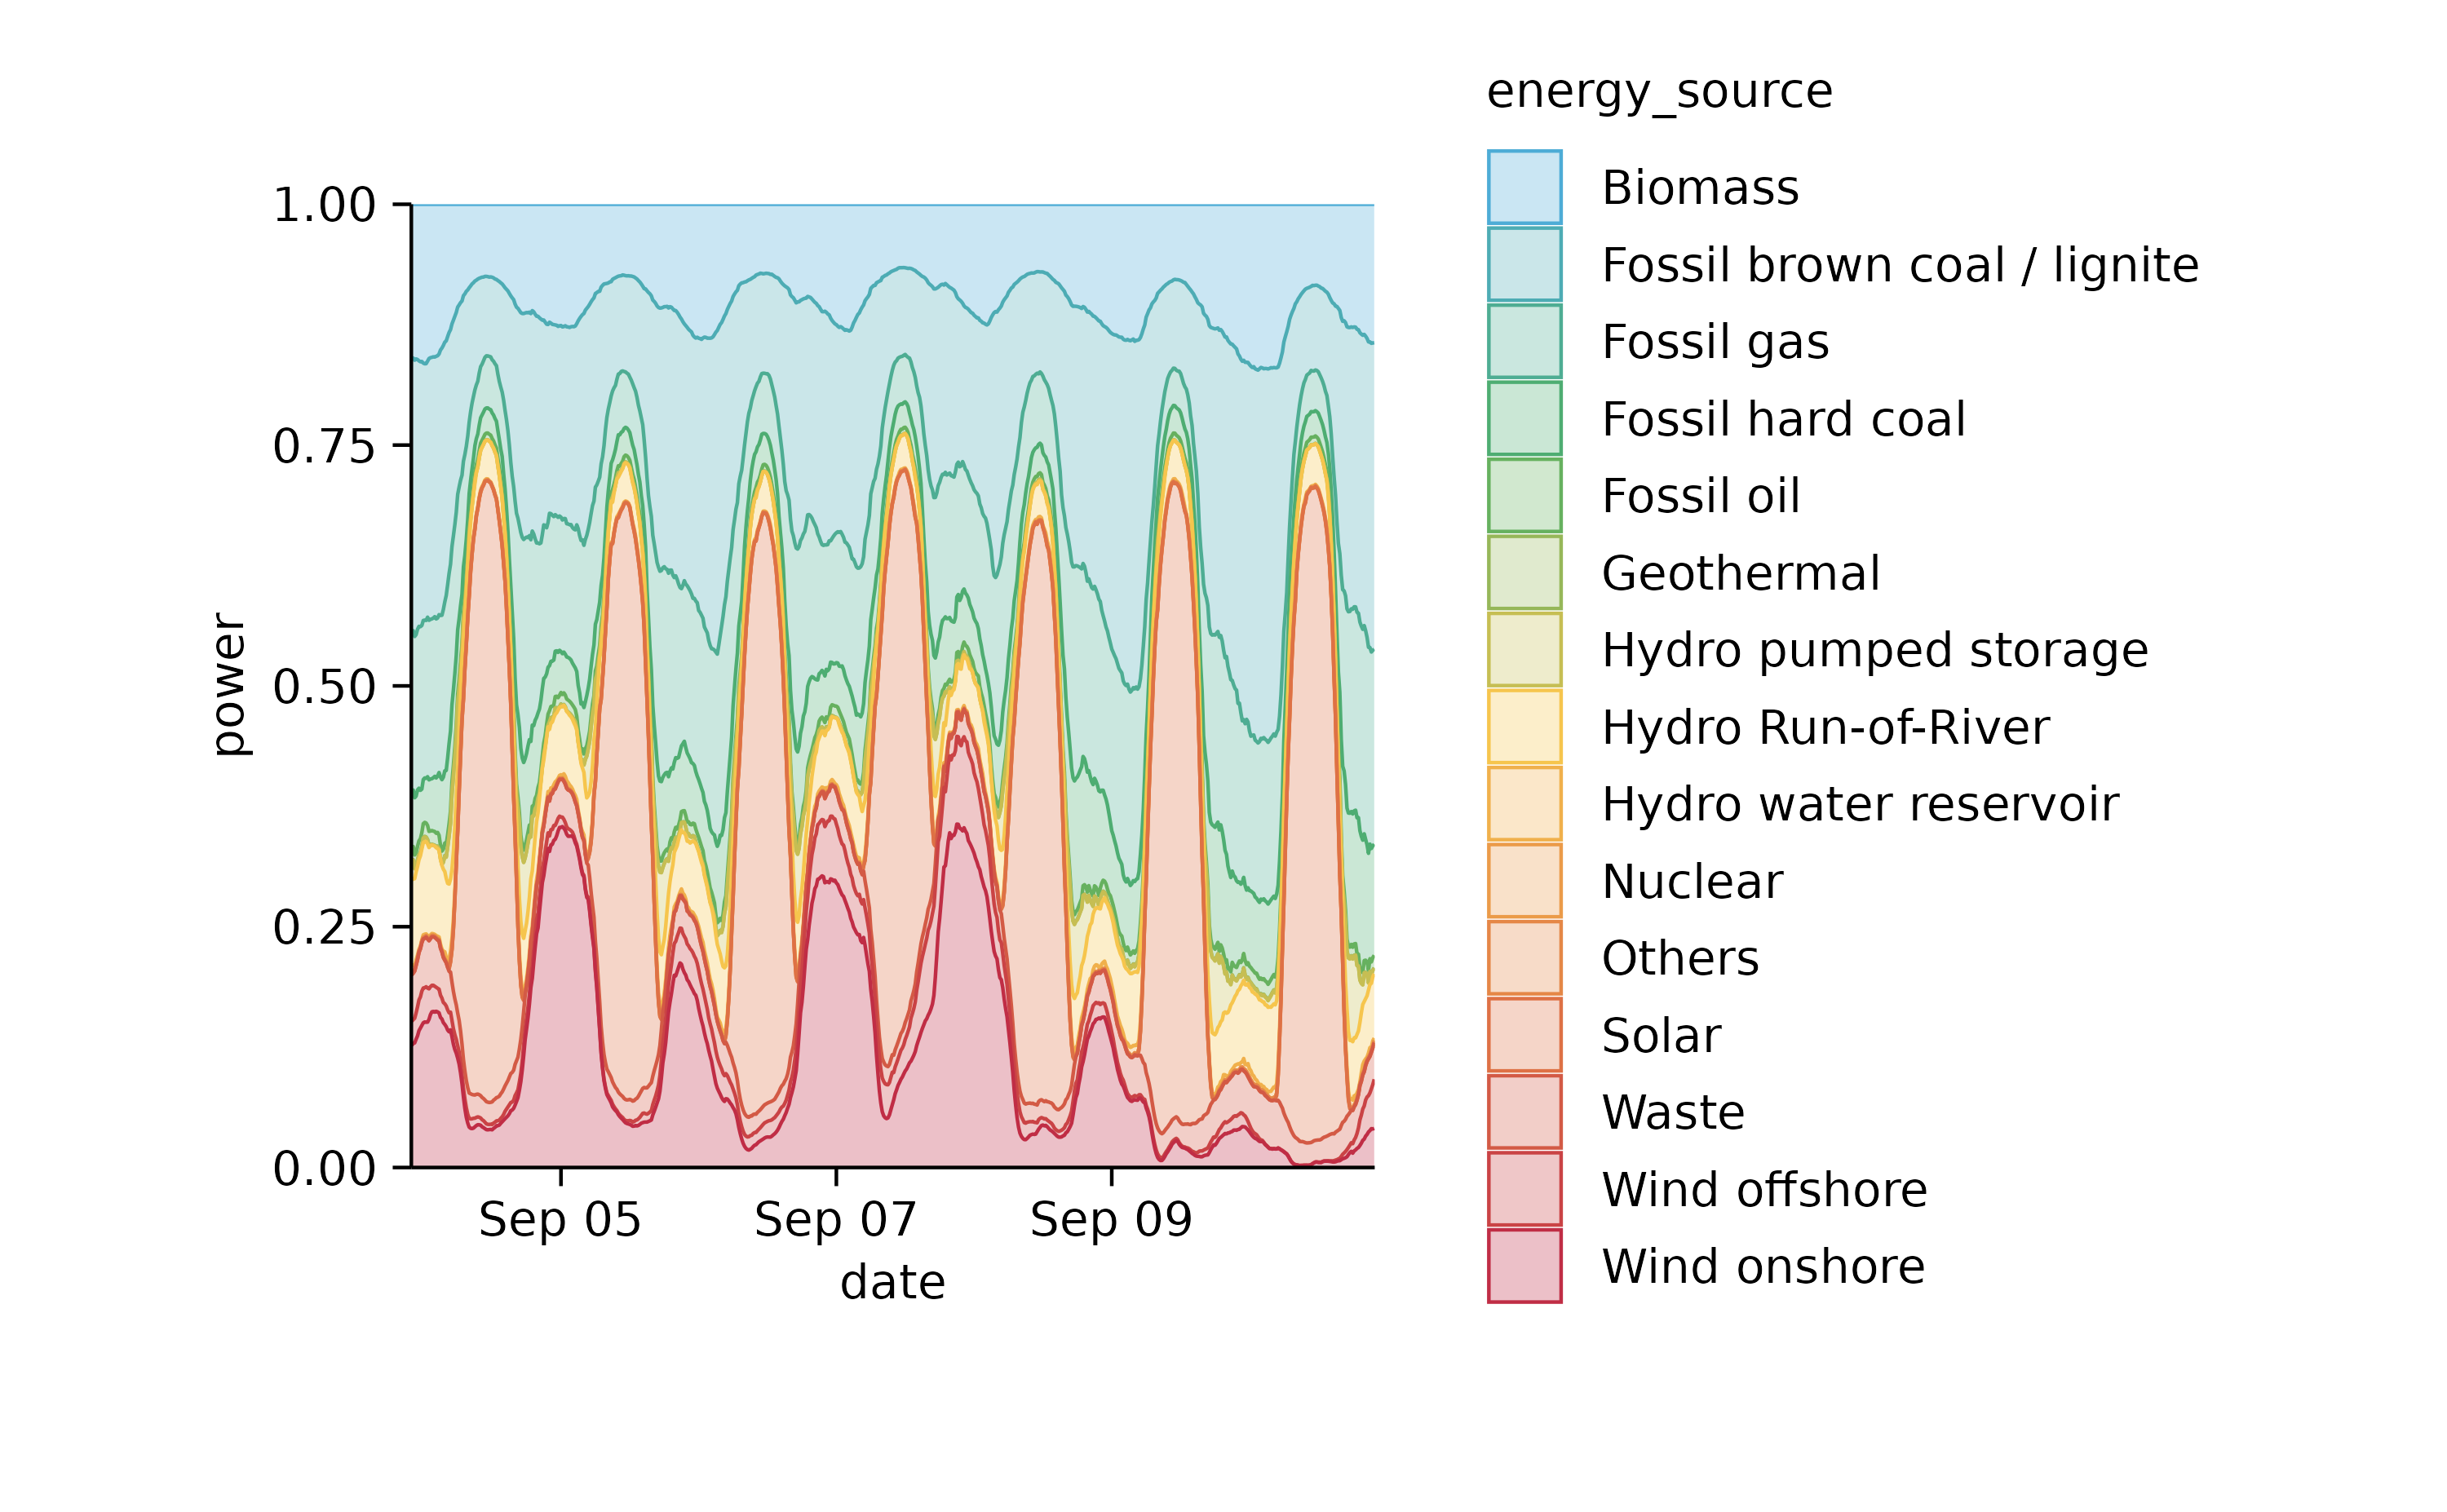 energy_source
Biomass
Fossil brown coal / lignite
Fossil gas
Fossil hard coal
Fossil oil
Geothermal
Hydro pumped storage
Hydro Run-of-River
Hydro water reservoir
Nuclear
Others
Solar
Waste
Wind offshore
Wind onshore
1.00
0.75
0.50
0.25
0.00
power
Sep 05 Sep 07 Sep 09
date